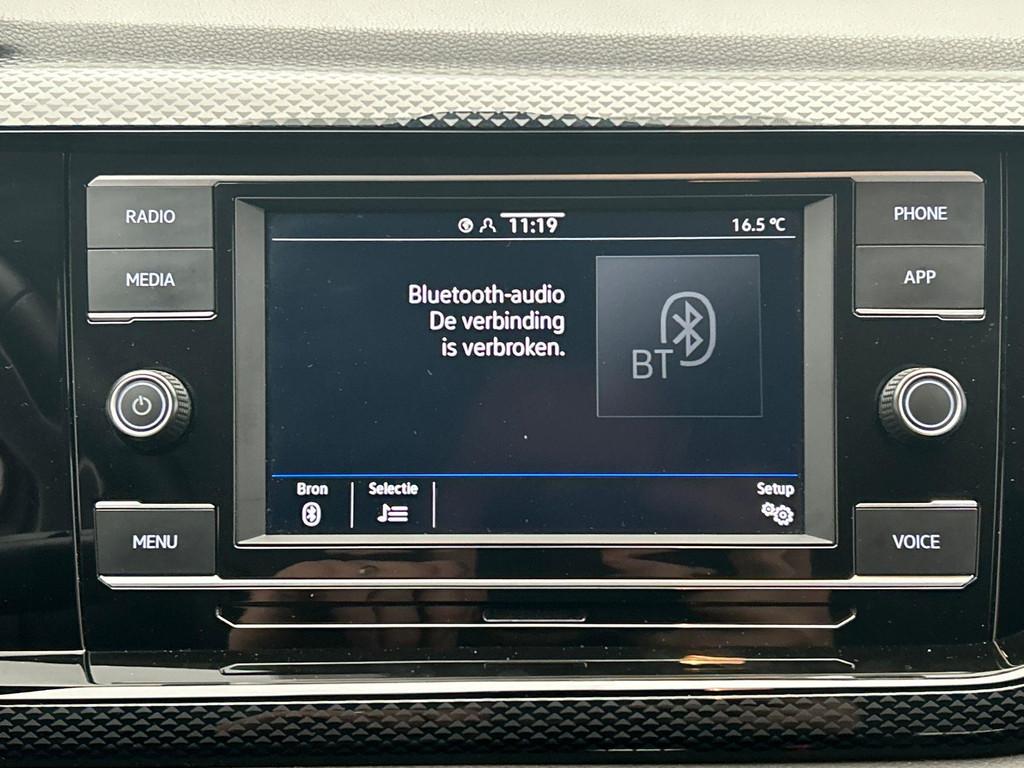 RADIO
MEDIA
MENU
11:19
16.5 °C
Bluetooth-audio
De verbinding
is verbroken.
BT
Bron
Selectie
Setup
PHONE
APP
VOICE